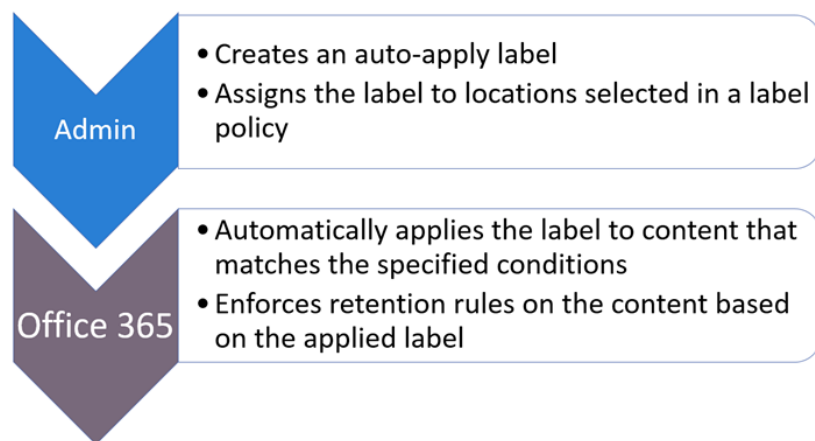 Admin
• Creates an auto-apply label
• Assigns the label to locations selected in a label
policy
Office 365
• Automatically applies the label to content that
matches the specified conditions
• Enforces retention rules on the content based
on the applied label